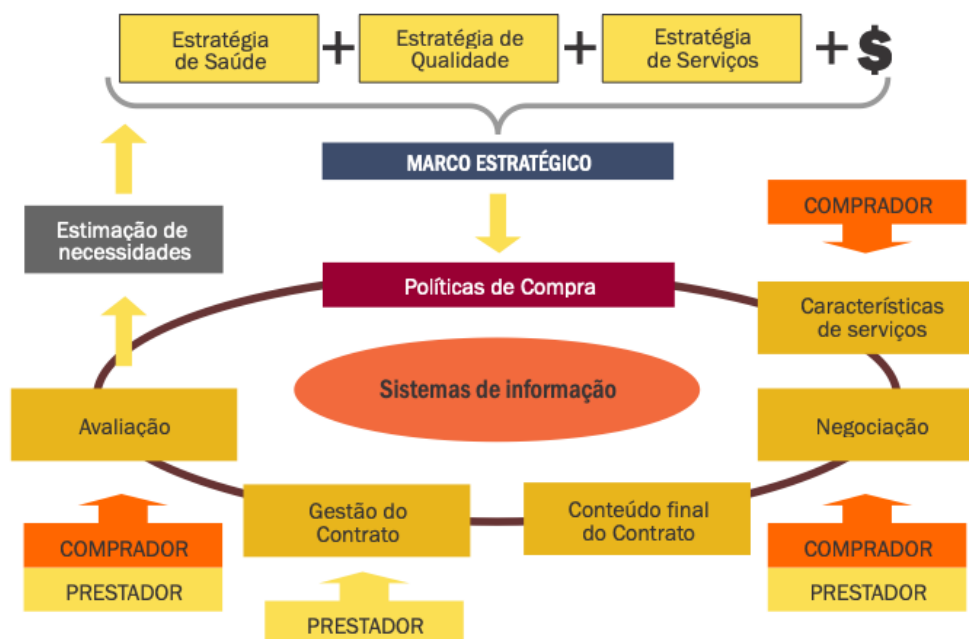 Estratégia
de Saúde
+
Estratégia de
Qualidade
+
Estratégia
de Serviços
+
$
MARCO ESTRATÉGICO
Estimação de
necessidades
COMPRADOR
Políticas de Compra
Características
de serviços
Sistemas de informação
Avaliação
Negociação
Gestão do
Contrato
Conteúdo final
do Contrato
COMPRADOR
PRESTADOR
PRESTADOR
COMPRADOR
PRESTADOR